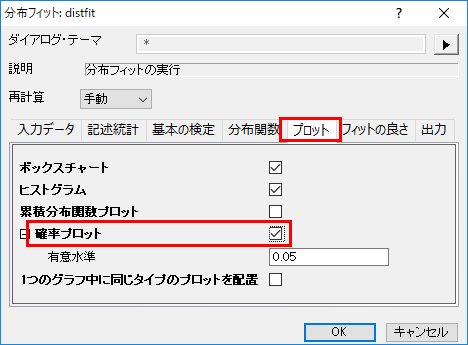 分布フィット: distfit
ダイアログ・テーマ *
説明 分布フィットの実行
再計算 手動
入力データ 記述統計 基本の検定 分布関数 プロット フィットの良さ 出力
ボックスチャート
ヒストグラム
累積分布関数プロット
確率プロット
有意水準 0.05
1つのグラフ中に同じタイプのプロットを配置
OK キャンセル